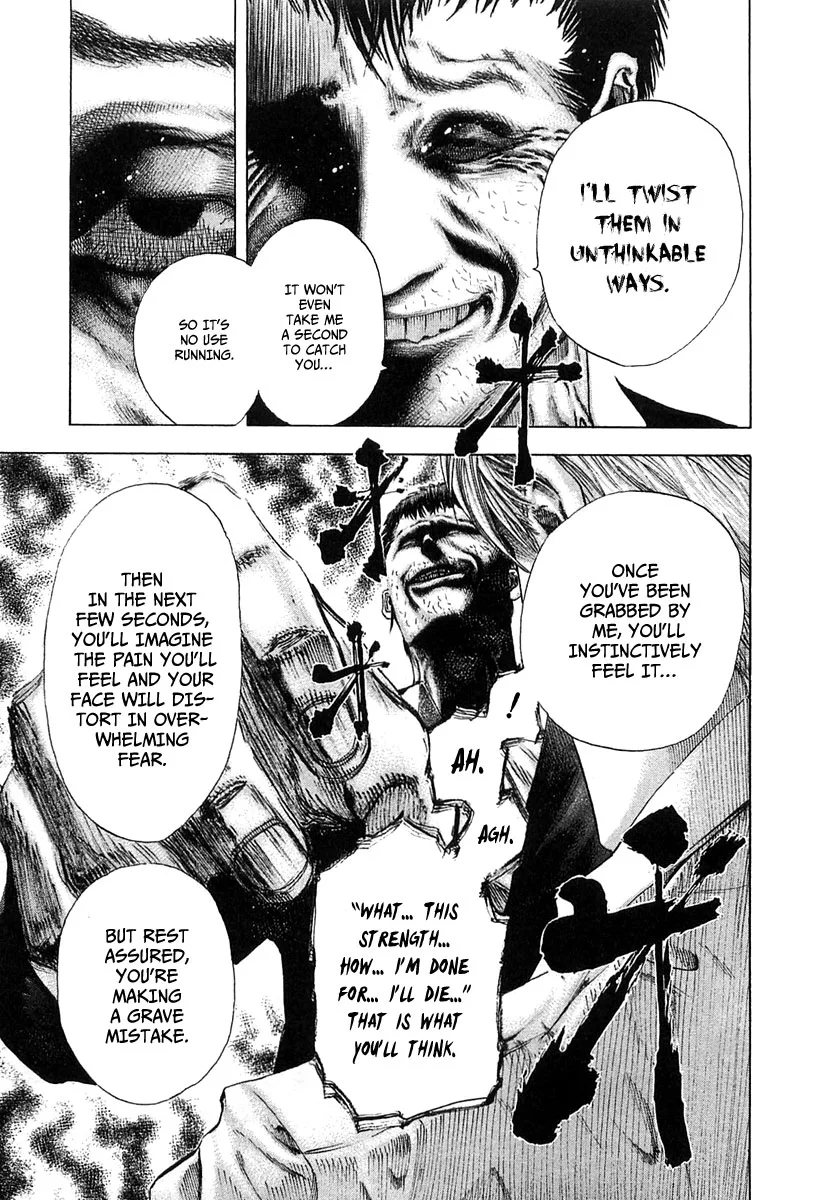 I'LL TWIST
THEM IN
UNTHINKABLE
WAYS.
IT WON'T
EVEN
TAKE ME
A SECOND
TO CATCH
YOU...
SO IT'S
NO USE
RUNNING.
ONCE
YOU'VE BEEN
GRABBED BY
ME, YOU'LL
INSTINCTIVELY
FEEL IT...
!
AH.
AGH.
"WHAT... THIS
STRENGTH...
HOW... I'M DONE
FOR... I'LL DIE..."
THAT IS WHAT
YOU'LL THINK.
THEN
IN THE NEXT
FEW SECONDS,
YOU'LL IMAGINE
THE PAIN YOU'LL
FEEL AND YOUR
FACE WILL DIS-
TORT IN OVER-
WHELMING
FEAR.
BUT REST
ASSURED,
YOU'RE
MAKING
A GRAVE
MISTAKE.